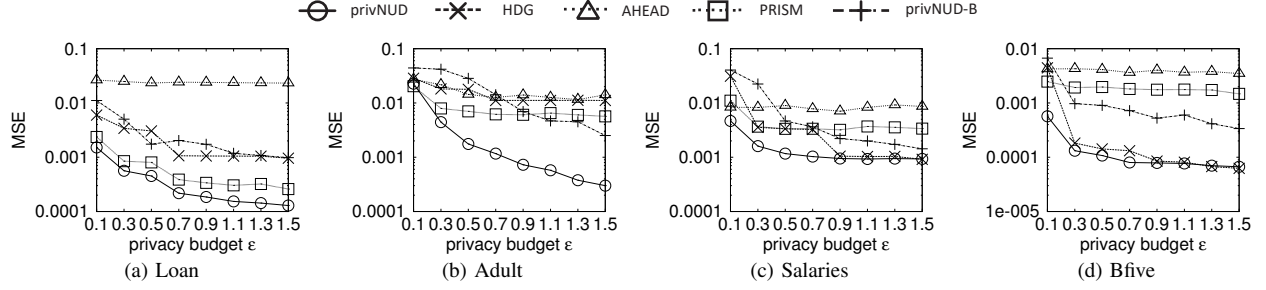 privNUD HDG AHEAD PRISM privNUD-B
0.1
0.01
0.001
0.0001
MSE
0.1 0.3 0.5 0.7 0.9 1.1 1.3 1.5
privacy budget ε
(a) Loan
0.1
0.01
0.001
0.0001
MSE
0.1 0.3 0.5 0.7 0.9 1.1 1.3 1.5
privacy budget ε
(b) Adult
0.1
0.01
0.001
0.0001
MSE
0.1 0.3 0.5 0.7 0.9 1.1 1.3 1.5
privacy budget ε
(c) Salaries
0.01
0.001
0.0001
1e-005
MSE
0.1 0.3 0.5 0.7 0.9 1.1 1.3 1.5
privacy budget ε
(d) Bfive